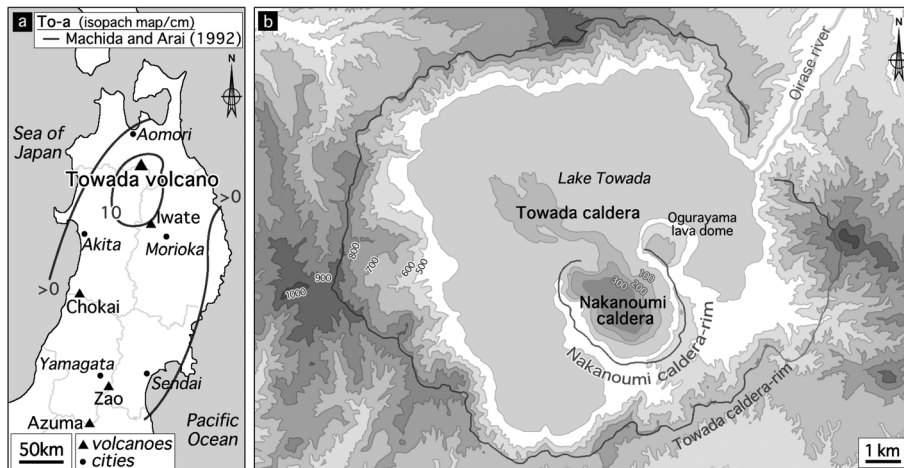 a
To-a (isopach map/cm)
Machida and Arai (1992)
N
Sea of
Japan
Aomori
Towada volcano
>0
10
Iwate
Akita
Morioka
>0
Chokai
Yamagata
Sendai
Zao
Azuma
Pacific
Ocean
50km
volcanoes
cities
b
N
Oirase river
Lake Towada
Towada caldera
Ogurayama
lava dome
800
700
600
500
900
1000
100
200
300
Nakanoumi
caldera
Nakanoumi caldera-rim
Towada caldera-rim
1 km